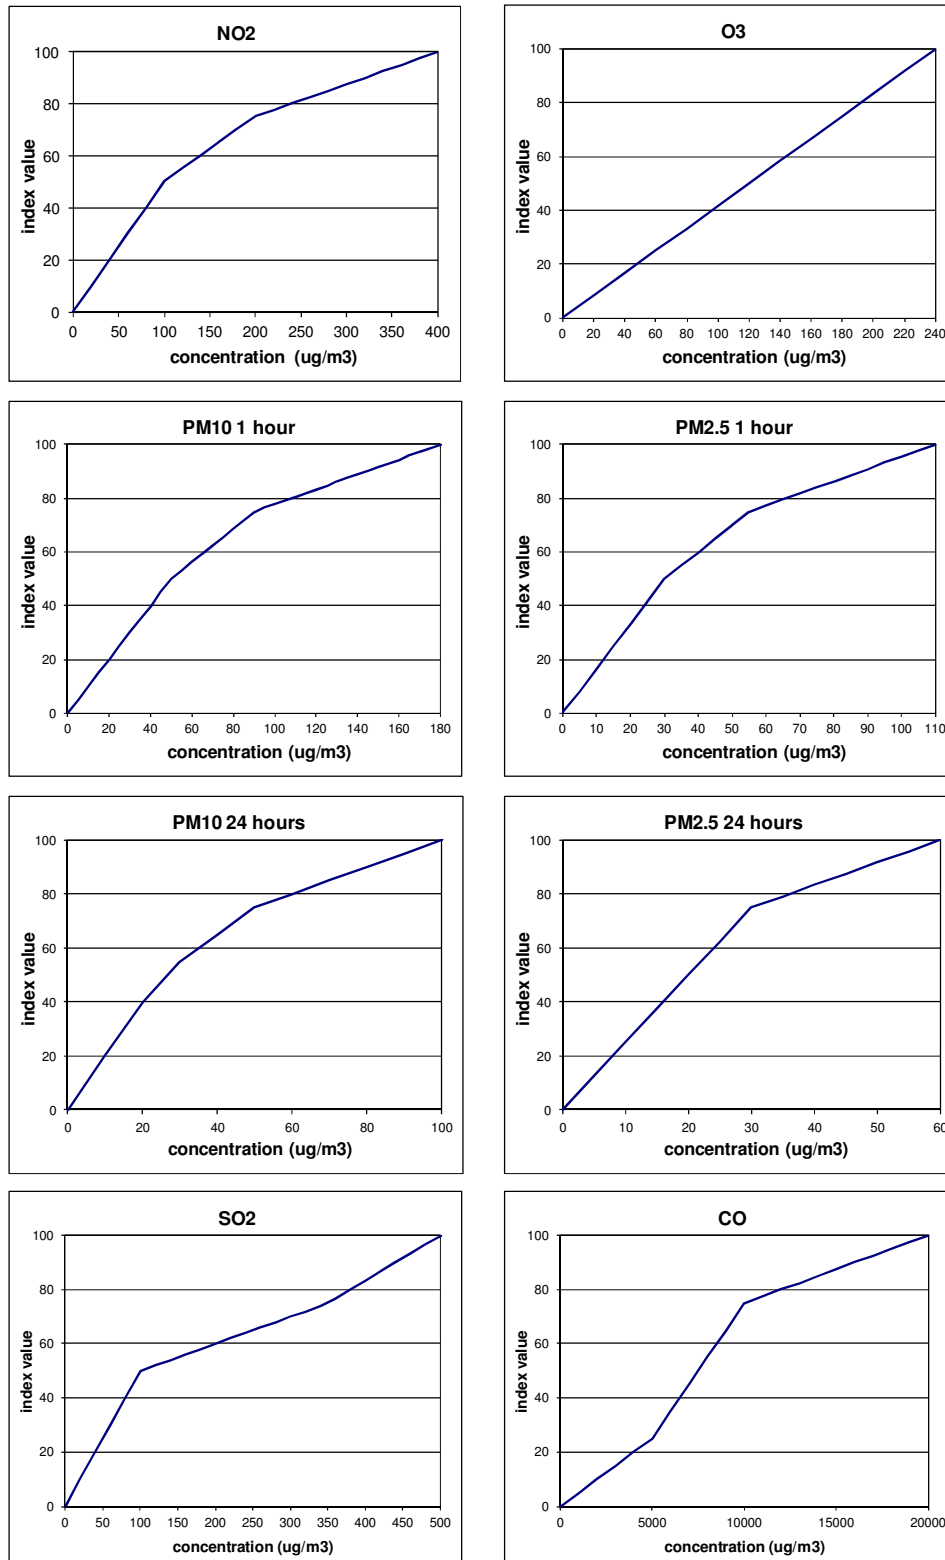 NO2
100
80
60
40
20
0
index value
0 50 100 150 200 250 300 350 400
concentration (ug/m3)
O3
100
80
60
40
20
0
index value
0 20 40 60 80 100 120 140 160 180 200 220 240
concentration (ug/m3)
PM10 1 hour
100
80
60
40
20
0
index value
0 20 40 60 80 100 120 140 160 180
concentration (ug/m3)
PM2.5 1 hour
100
80
60
40
20
0
index value
0 10 20 30 40 50 60 70 80 90 100 110
concentration (ug/m3)
PM10 24 hours
100
80
60
40
20
0
index value
0 20 40 60 80 100
concentration (ug/m3)
PM2.5 24 hours
100
80
60
40
20
0
index value
0 10 20 30 40 50 60
concentration (ug/m3)
SO2
100
80
60
40
20
0
index value
0 50 100 150 200 250 300 350 400 450 500
concentration (ug/m3)
CO
100
80
60
40
20
0
index value
0 5000 10000 15000 20000
concentration (ug/m3)